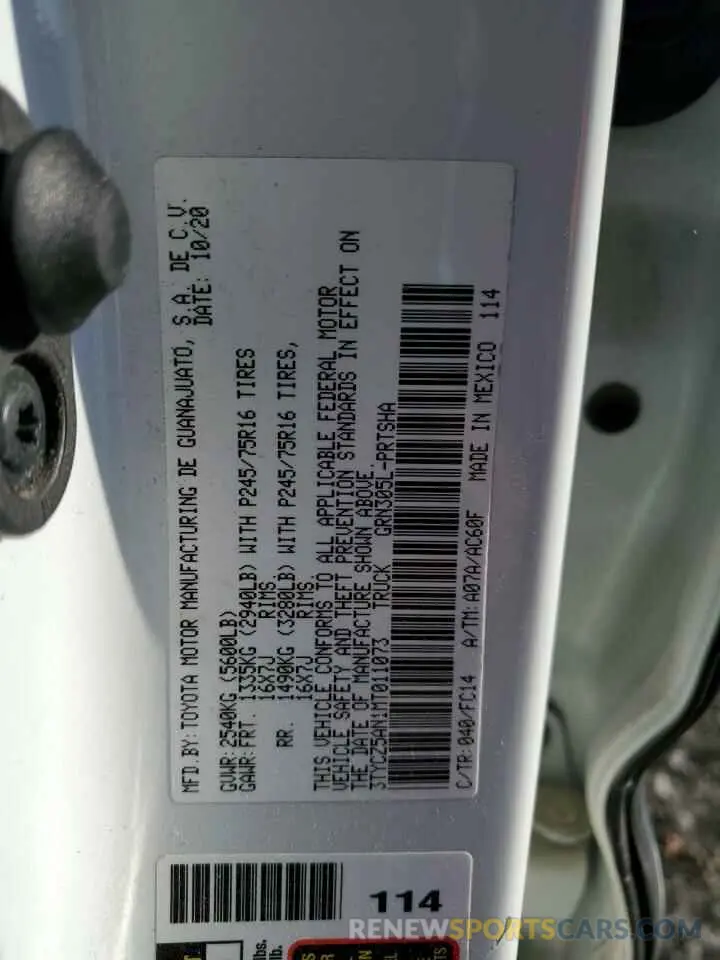 MFD.BY: TOYOTA MOTOR MANUFACTURING DE GUANAJUATO, S.A. DE C.V.
DATE: 10/20
GVWR: 2540KG (5600LB)
GAWR: FRT. 1335KG (2940LB) WITH P245/75R16 TIRES
16X7J RIMS.
RR. 1490KG (3280LB) WITH P245/75R16 TIRES,
16X7J RIMS.
THIS VEHICLE CONFORMS TO ALL APPLICABLE FEDERAL MOTOR
VEHICLE SAFETY AND THEFT PREVENTION STANDARDS IN EFFECT ON
THE DATE OF MANUFACTURE SHOWN ABOVE.
3TYCZ5AN1MT011073 TRUCK GRN305L-PRTSHA
C/TR: 040/FC14 A/TM: A07A/AC60F MADE IN MEXICO 114
114
lbs.
lb.
RENEWSPORTSCARS.COM